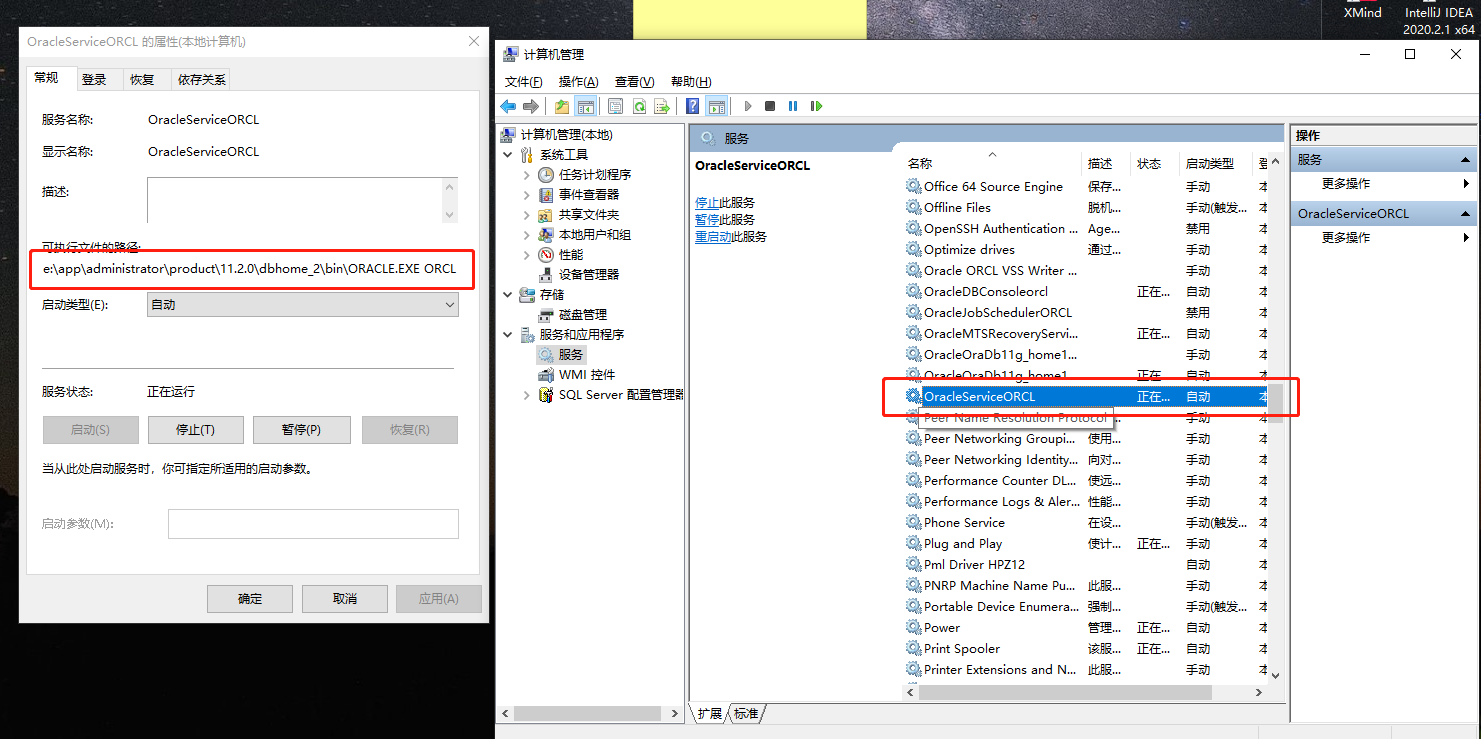 XMind
IntelliJ IDEA
2020.2.1 x64
OracleServiceORCL 的属性(本地计算机)
常规
登录
恢复
依存关系
服务名称:
OracleServiceORCL
显示名称:
OracleServiceORCL
描述:
可执行文件的路径:
e:\app\administrator\product\11.2.0\dbhome_2\bin\ORACLE.EXE ORCL
启动类型(E):
自动
服务状态:
正在运行
启动(S)
停止(T)
暂停(P)
恢复(R)
当从此处启动服务时，你可指定所适用的启动参数。
启动参数(M):
确定
取消
应用(A)
计算机管理
文件(F)
操作(A)
查看(V)
帮助(H)
计算机管理(本地)
系统工具
任务计划程序
事件查看器
共享文件夹
本地用户和组
性能
设备管理器
存储
磁盘管理
服务和应用程序
服务
WMI 控件
SQL Server 配置管理器
服务
OracleServiceORCL
停止此服务
暂停此服务
重启动此服务
名称 描述 状态 启动类型 登
Office 64 Source Engine 保存... 手动 本
Offline Files 脱机... 手动(触发... 本
OpenSSH Authentication ... Age... 禁用 本
Optimize drives 通过... 手动 本
Oracle ORCL VSS Writer ... 手动 本
OracleDBConsoleorcl 正在... 自动 本
OracleJobSchedulerORCL 禁用 本
OracleMTSRecoveryServi... 正在... 自动 本
OracleOraDb11g_home1... 手动 本
OracleOraDb11g_home1 正在 自动 本
OracleServiceORCL 正在... 自动 本
Peer Name Resolution Protocol 手动 本
Peer Networking Groupi... 使用... 手动 本
Peer Networking Identity... 向对... 手动 本
Performance Counter DL... 使远... 手动 本
Performance Logs & Aler... 性能... 手动 本
Phone Service 在设... 手动(触发... 本
Plug and Play 使计... 正在... 手动 本
Pml Driver HPZ12 自动 本
PNRP Machine Name Pu... 此服... 手动 本
Portable Device Enumera... 强制... 手动(触发... 本
Power 管理... 正在... 自动 本
Print Spooler 该服... 正在... 自动 本
Printer Extensions and N... 此服... 手动 本
扩展
标准
操作
服务
更多操作
OracleServiceORCL
更多操作